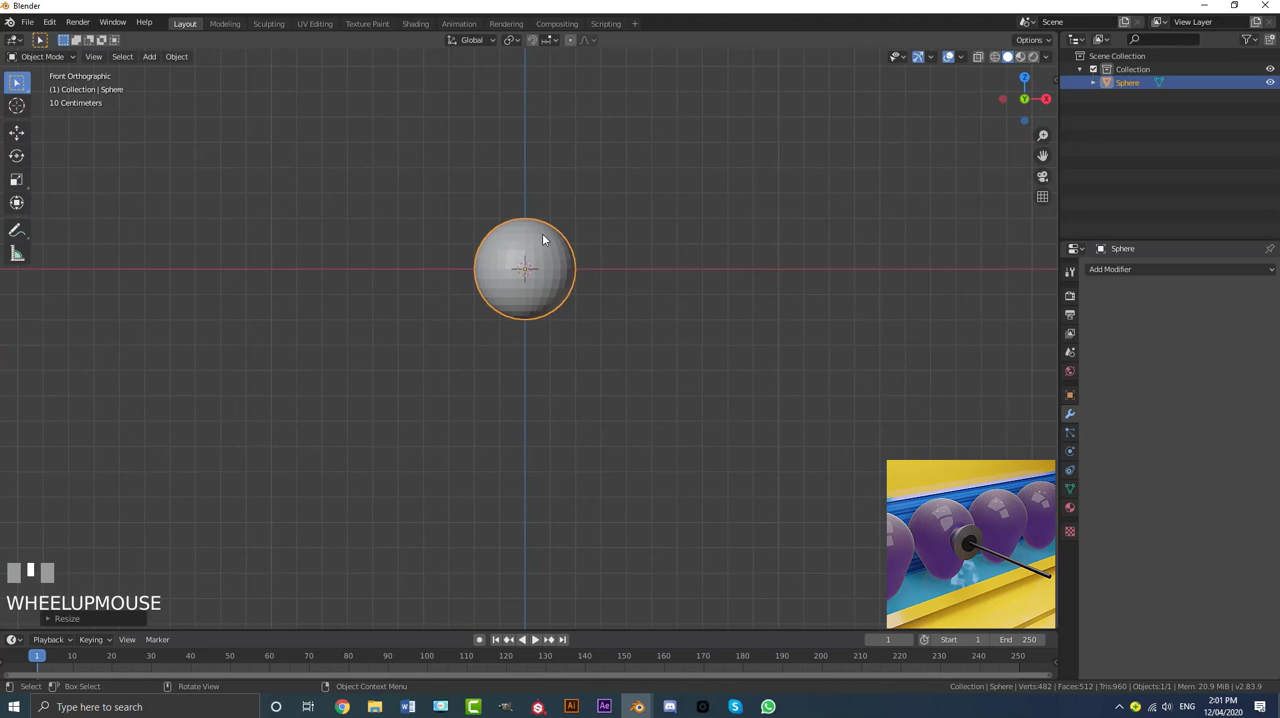 Blender
File Edit Render Window Help Layout Modeling Sculpting UV Editing Texture Paint Shading Animation Rendering Compositing Scripting + Scene View Layer
Global Options
Object Mode View Select Add Object
Front Orthographic
(1) Collection | Sphere
10 Centimeters
Z
Y
X
Scene Collection
Collection
Sphere
Sphere
Add Modifier
WHEELUPMOUSE
Resize
Playback Keying View Marker 1 Start 1 End 250
1 10 20 30 40 50 60 70 80 90 100 110 120 130 140 150 160 170 180 190 200 210 220 230 240 250
Select Box Select Rotate View Object Context Menu Collection | Sphere | Verts:482 | Faces:512 | Tris:960 | Objects:1/1 | Mem: 20.9 MiB | v2.83.9
Type here to search
ENG
2:01 PM
12/04/2020